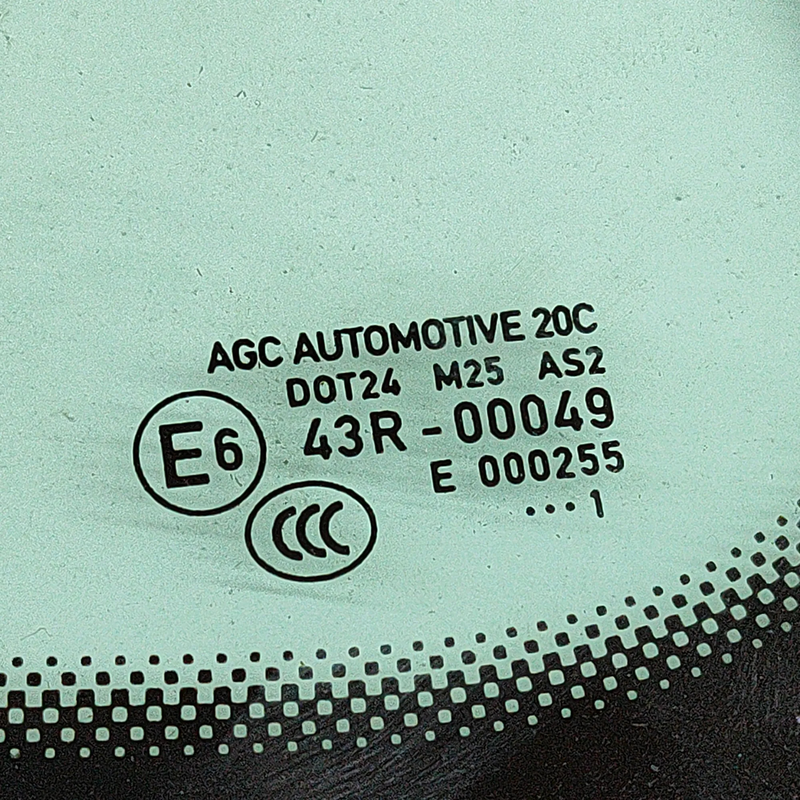 AGC AUTOMOTIVE 20C
DOT24 M25 AS2
E6 43R-00049
E 000255
CCC
...1